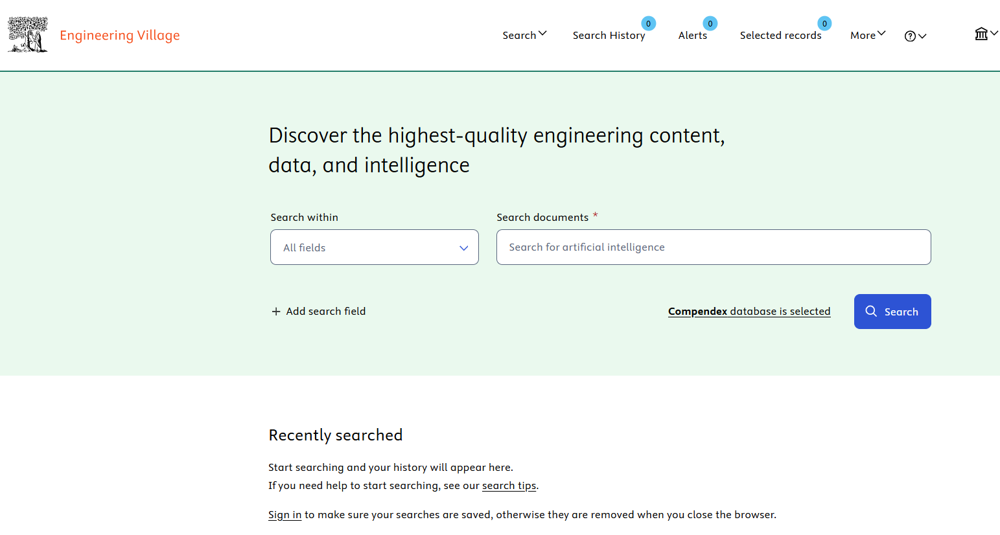 Engineering Village
Search
Search History
0
Alerts
0
Selected records
0
More
?
Discover the highest-quality engineering content,
data, and intelligence
Search within
Search documents *
All fields
Search for artificial intelligence
+ Add search field
Compendex database is selected
Search
Recently searched
Start searching and your history will appear here.
If you need help to start searching, see our search tips.
Sign in to make sure your searches are saved, otherwise they are removed when you close the browser.